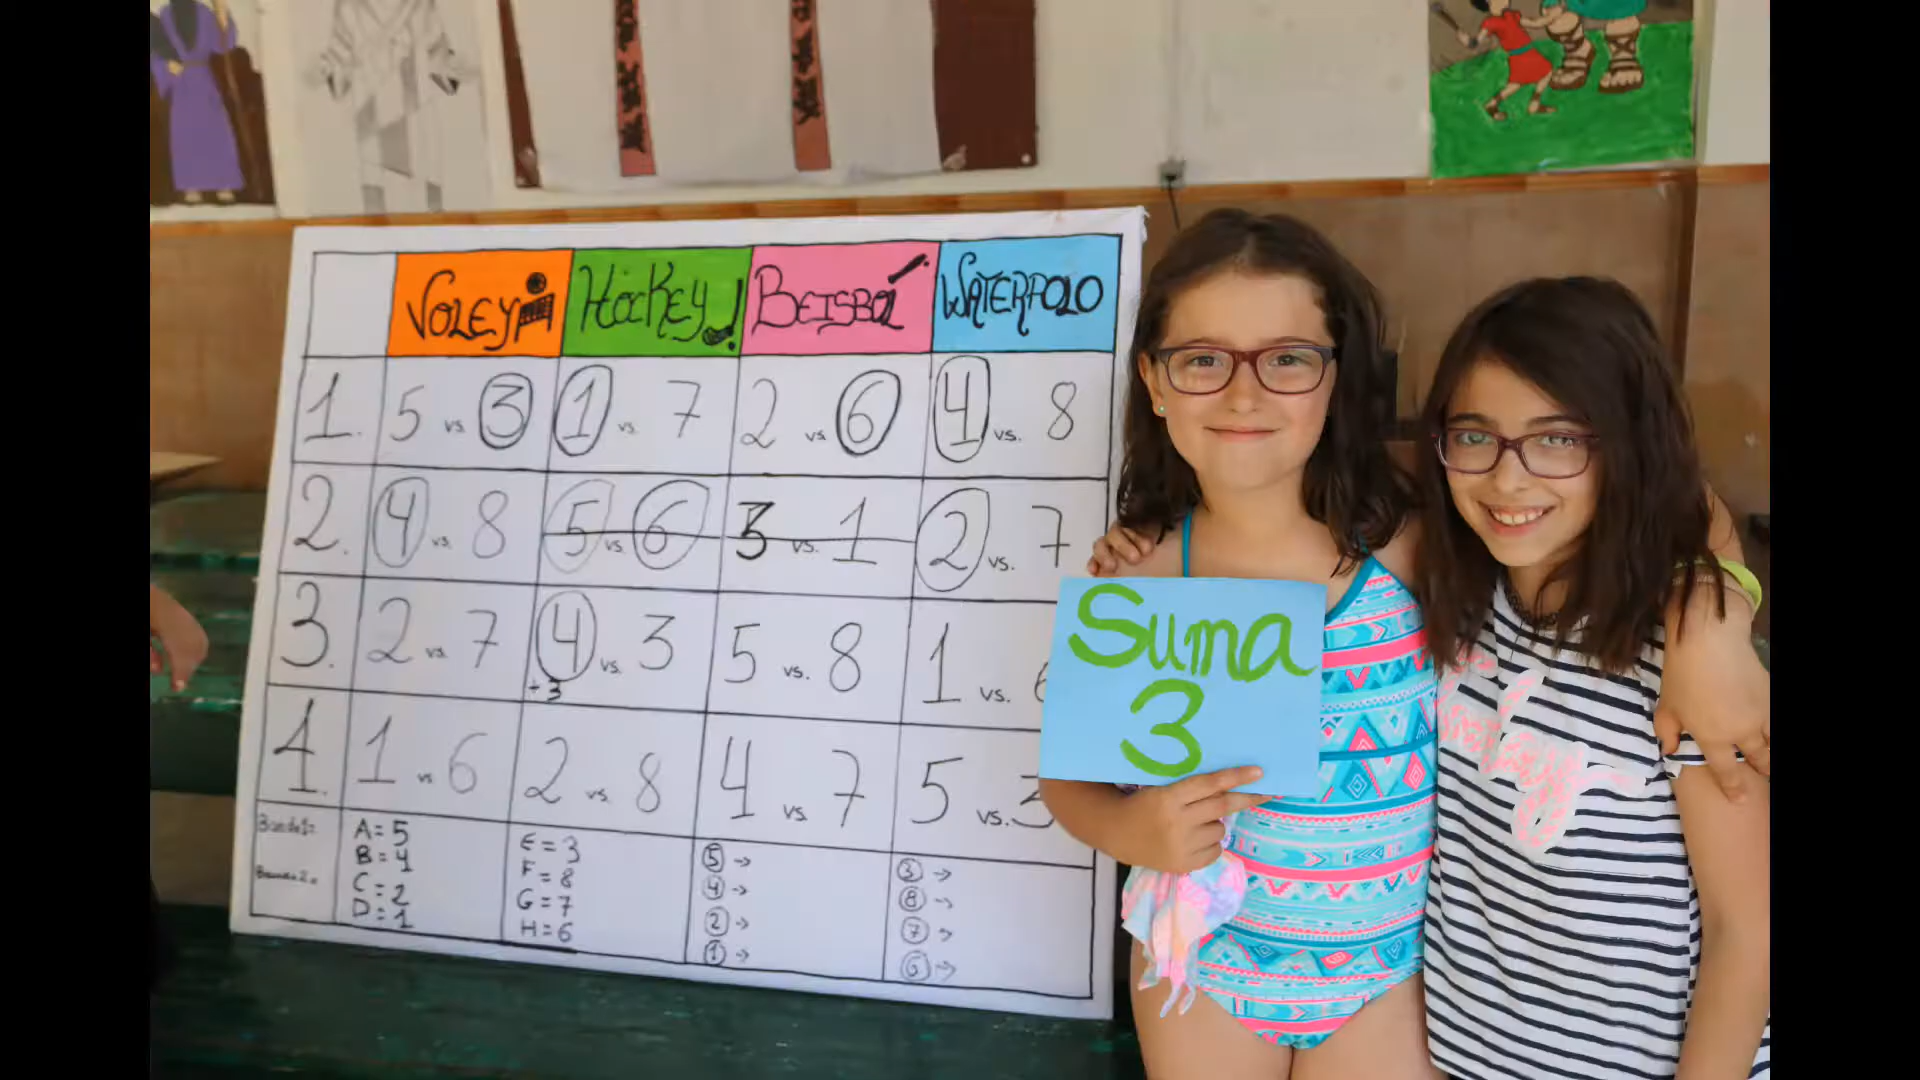 VOLEY HOCKEY BEISBOL WATERPOLO
1. 5 vs. 3 1 vs. 7 2 vs. 6 4 vs. 8
2. 4 vs. 8 5 vs. 6 3 vs. 1 2 vs. 7
3. 2 vs. 7 4 vs. 3 5 vs. 8 1 vs.
+3
4. 1 vs. 6 2 vs. 8 4 vs. 7 5 vs. 3
A = 5
B = 4
C = 2
D = 1
E = 3
F = 8
G = 7
H = 6
5 →
4 →
2 →
1 →
3 →
8 →
7 →
6 →
Suma
3